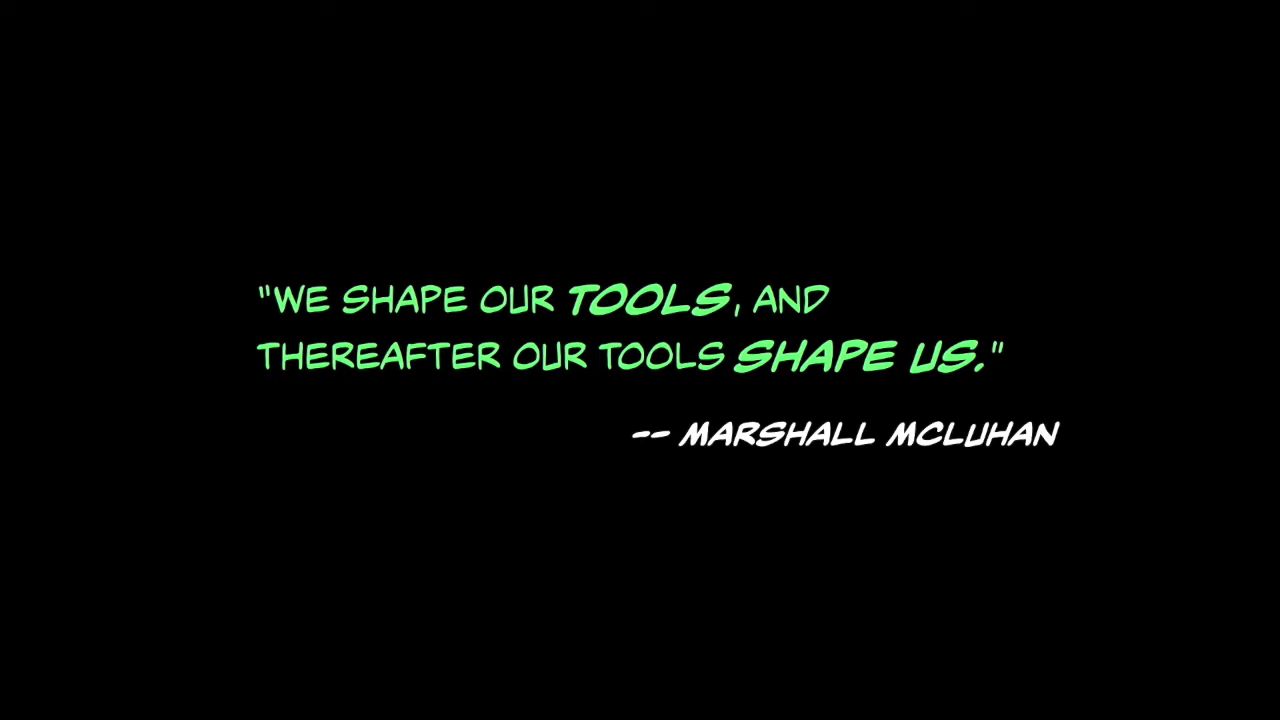 "WE SHAPE OUR TOOLS, AND
THEREAFTER OUR TOOLS SHAPE US."
-- MARSHALL MCLUHAN